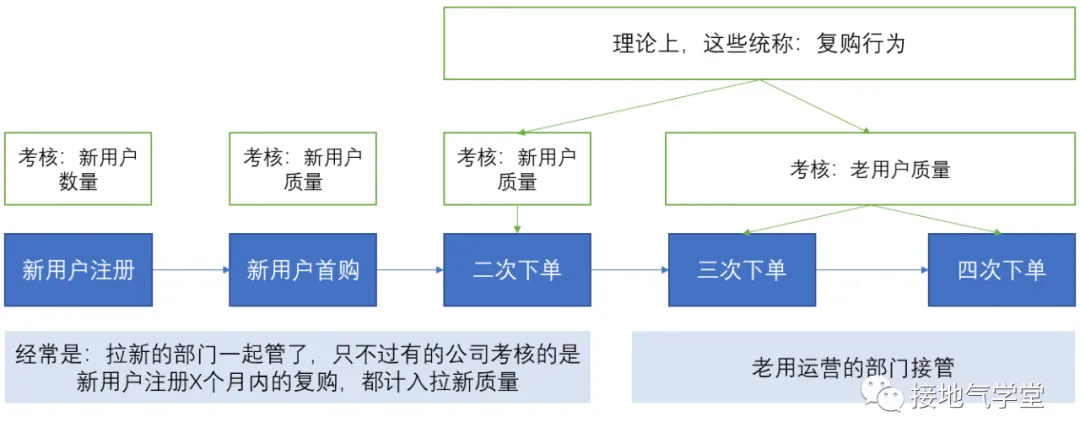 理论上，这些统称：复购行为
考核：新用户
数量
考核：新用户
质量
考核：新用户
质量
考核：老用户质量
新用户注册
新用户首购
二次下单
三次下单
四次下单
经常是：拉新的部门一起管了，只不过有的公司考核的是
新用户注册X个月内的复购，都计入拉新质量
老用运营的部门接管
接地气学堂